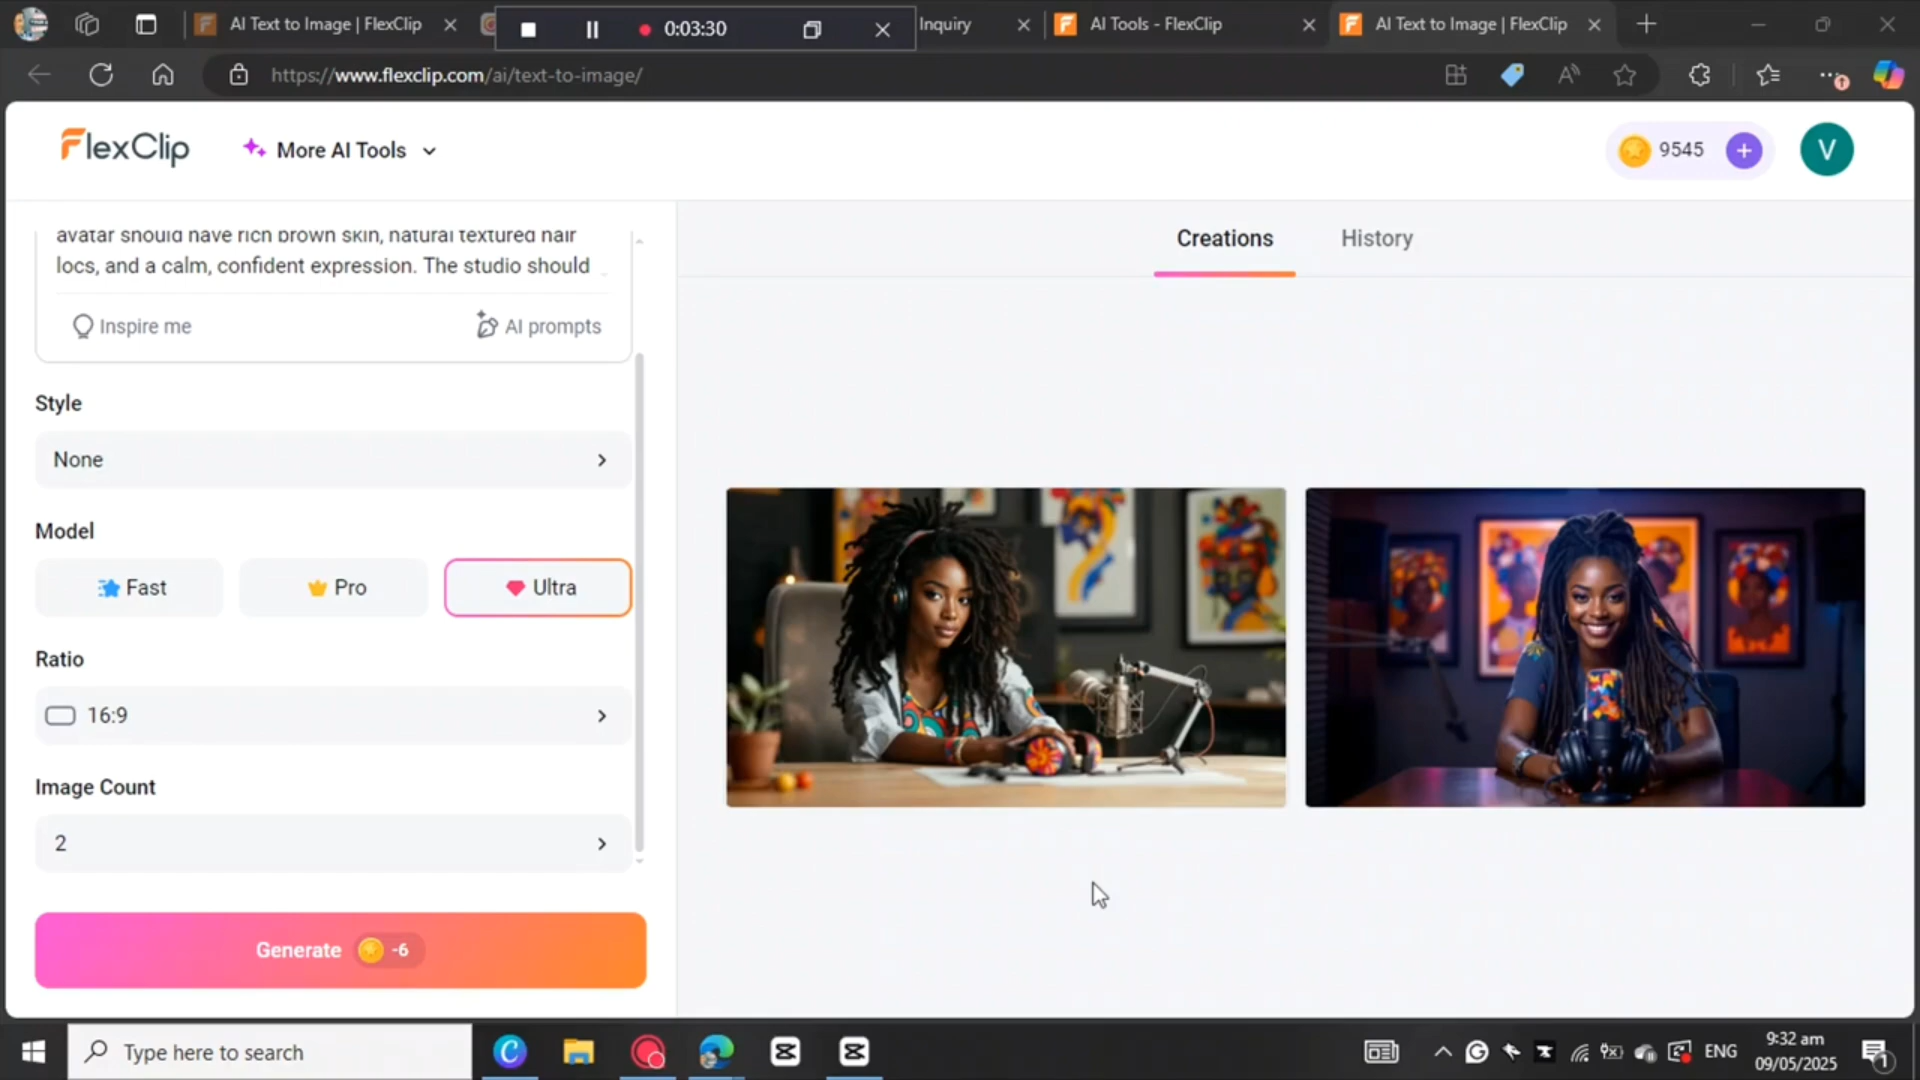 AI Text to Image | FlexClip
0:03:30
Inquiry
AI Tools - FlexClip
AI Text to Image | FlexClip
https://www.flexclip.com/ai/text-to-image/
FlexClip
More AI Tools
9545
V
avatar should have rich brown skin, natural textured hair
locs, and a calm, confident expression. The studio should
Inspire me
AI prompts
Creations
History
Style
None
Model
Fast
Pro
Ultra
Ratio
16:9
Image Count
2
Generate -6
Type here to search
ENG
9:32 am
09/05/2025
1